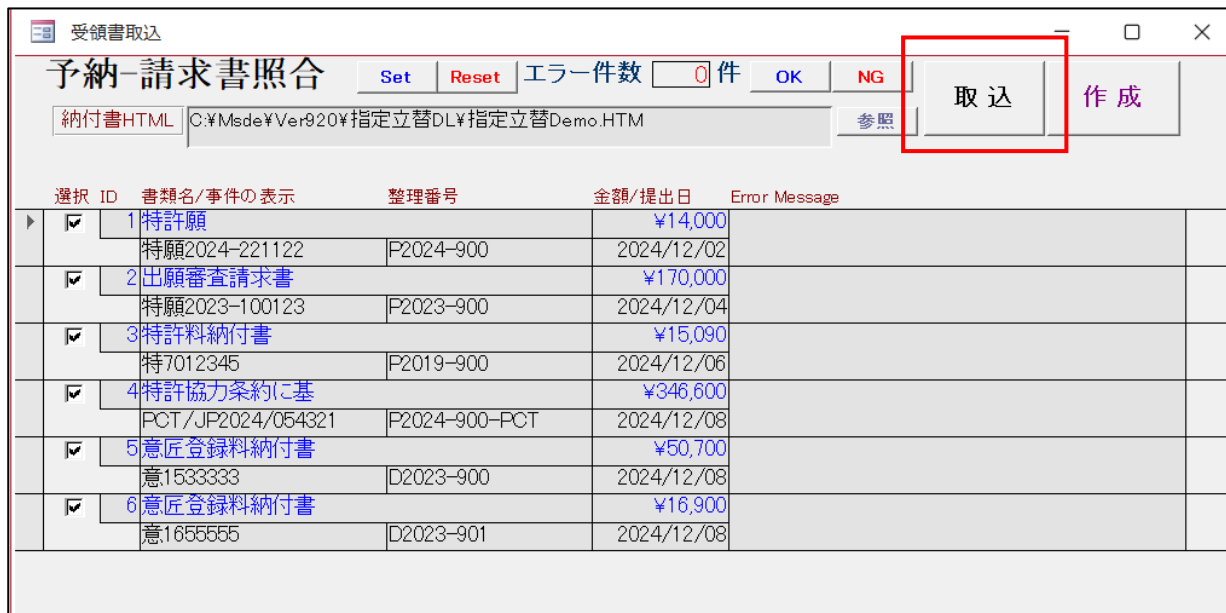 受領書取込
予納-請求書照合 Set Reset エラー件数 0 件 OK NG 取込 作成
納付書HTML C:¥Msde¥Ver920¥指定立替DL¥指定立替Demo.HTM 参照
選択 ID 書類名/事件の表示 整理番号 金額/提出日 Error Message
1 特許願 ¥14,000
特願2024-221122 P2024-900 2024/12/02
2 出願審査請求書 ¥170,000
特願2023-100123 P2023-900 2024/12/04
3 特許料納付書 ¥15,090
特7012345 P2019-900 2024/12/06
4 特許協力条約に基 ¥346,600
PCT/JP2024/054321 P2024-900-PCT 2024/12/08
5 意匠登録料納付書 ¥50,700
意1533333 D2023-900 2024/12/08
6 意匠登録料納付書 ¥16,900
意1655555 D2023-901 2024/12/08